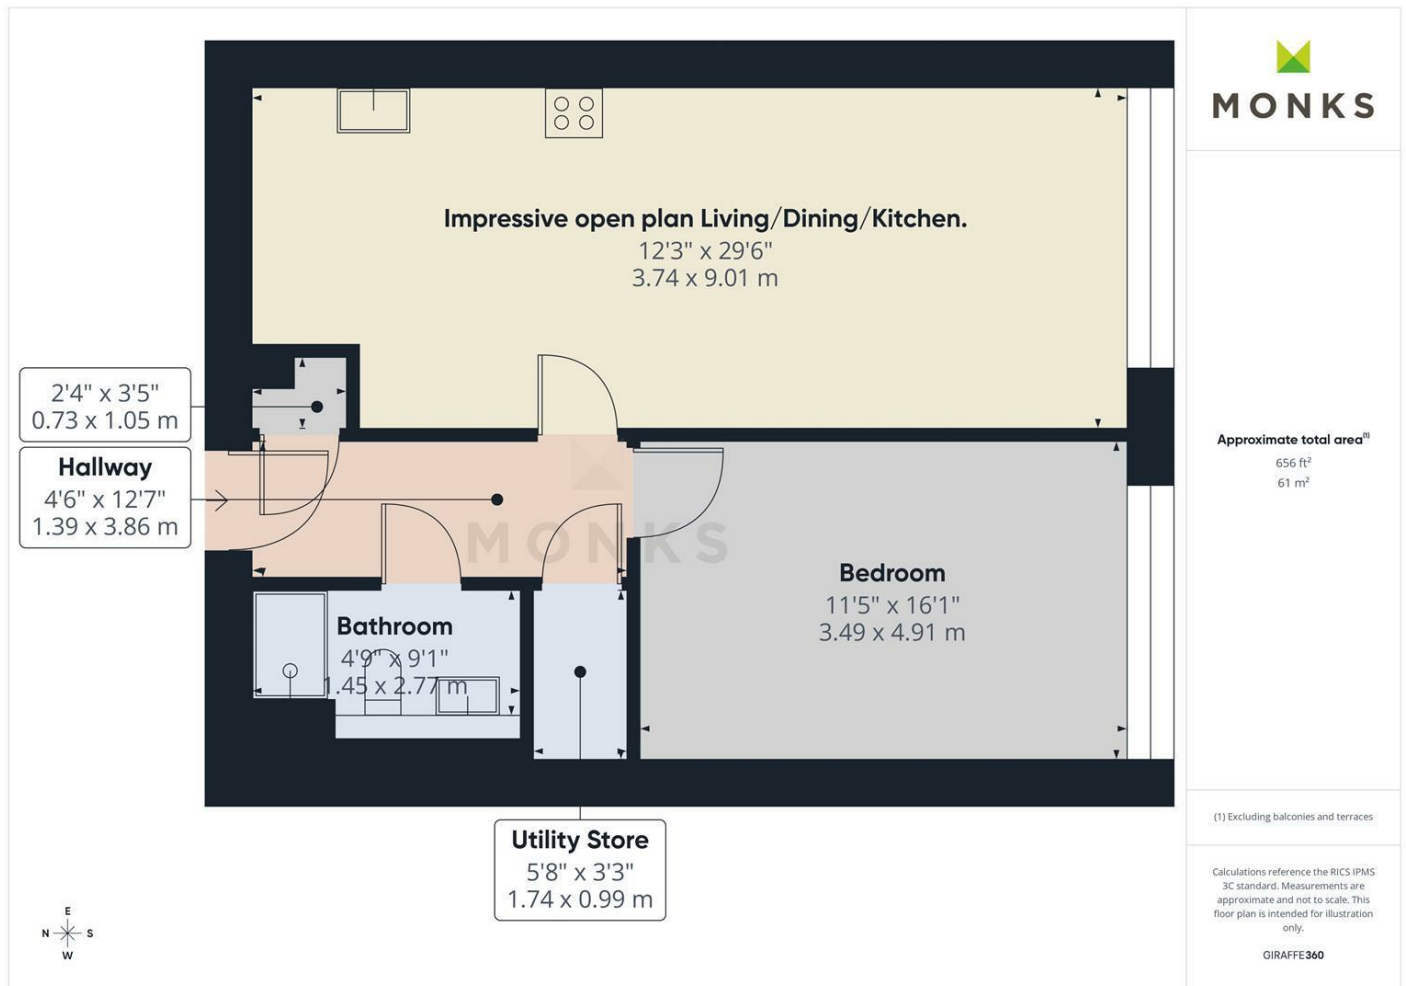 MONKS
Impressive open plan Living/Dining/Kitchen.
12'3" x 29'6"
3.74 x 9.01 m
2'4" x 3'5"
0.73 x 1.05 m
Hallway
4'6" x 12'7"
1.39 x 3.86 m
MONKS
Bedroom
11'5" x 16'1"
3.49 x 4.91 m
Bathroom
4'9" x 9'1"
1.45 x 2.77 m
Utility Store
5'8" x 3'3"
1.74 x 0.99 m
E
N S
W
Approximate total area(1)
656 ft²
61 m²
(1) Excluding balconies and terraces
Calculations reference the RICS IPMS
3C standard. Measurements are
approximate and not to scale. This
floor plan is intended for illustration
only.
GIRAFFE360